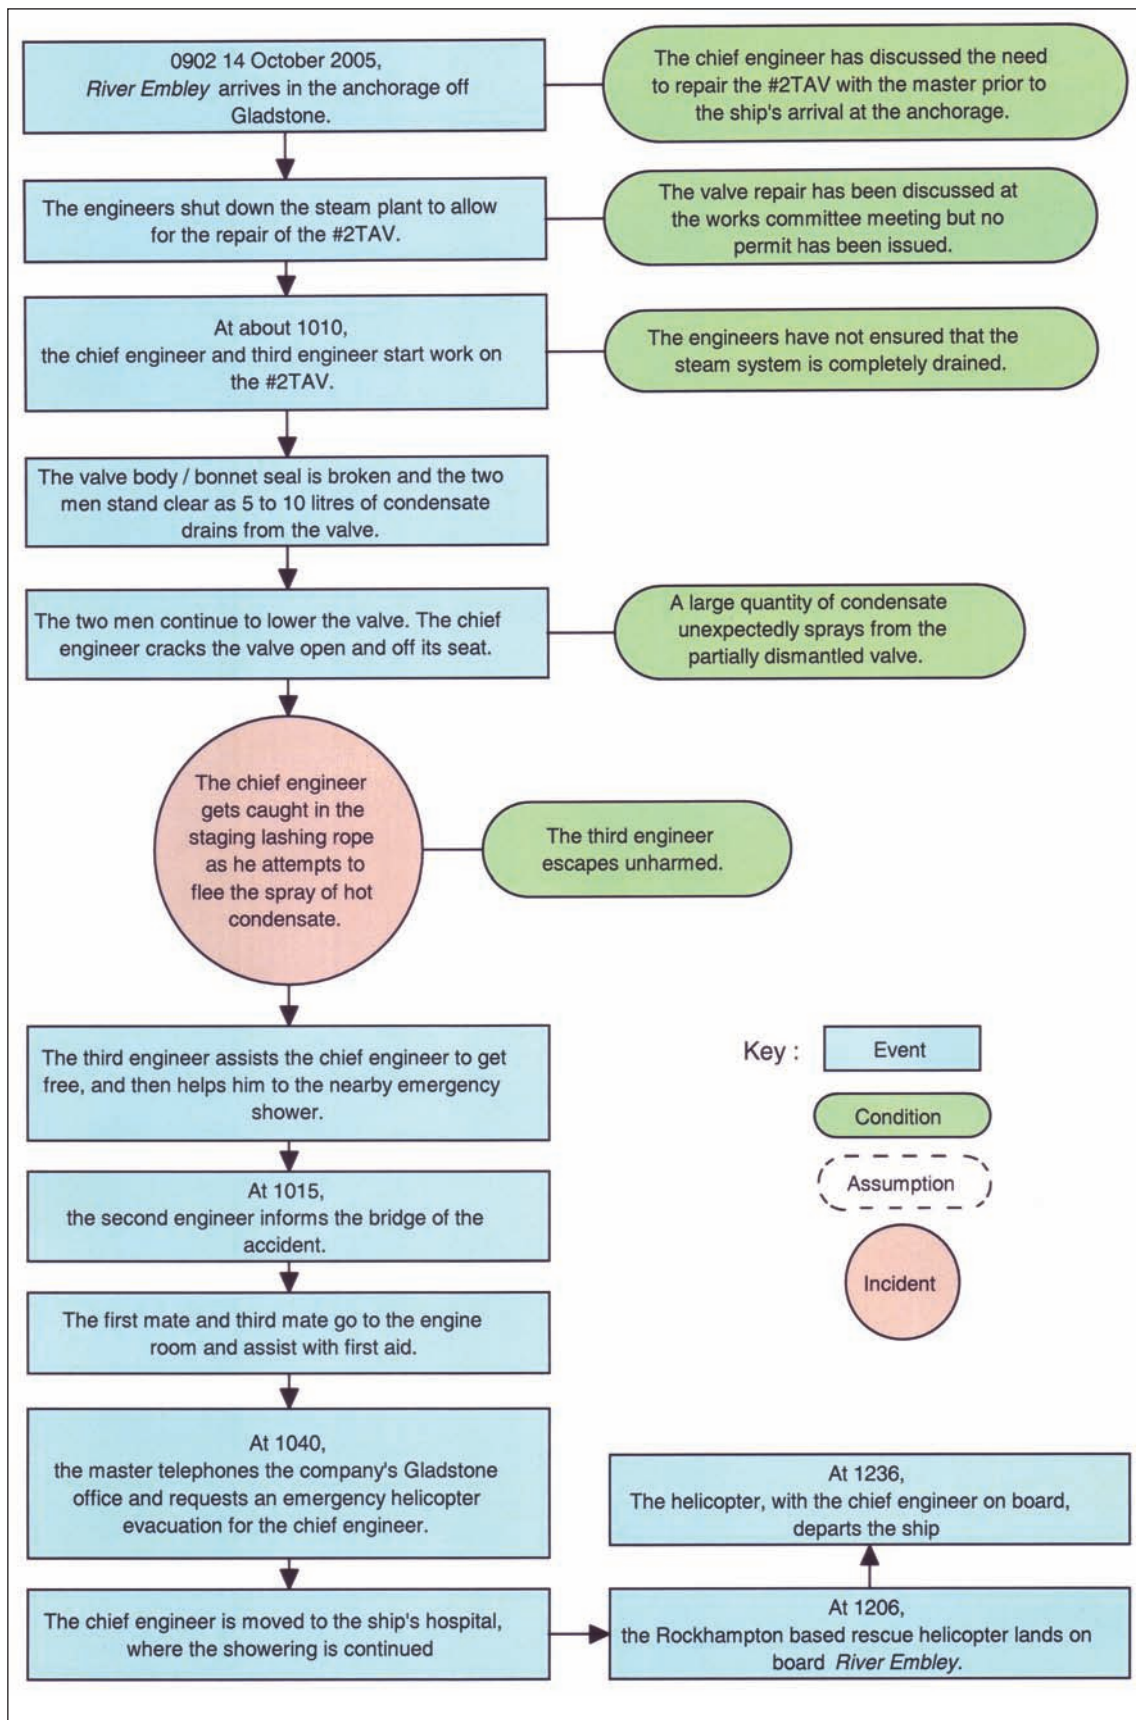 0902 14 October 2005,
River Embley arrives in the anchorage off
Gladstone.
The chief engineer has discussed the need
to repair the #2TAV with the master prior to
the ship's arrival at the anchorage.
The engineers shut down the steam plant to allow
for the repair of the #2TAV.
The valve repair has been discussed at
the works committee meeting but no
permit has been issued.
At about 1010,
the chief engineer and third engineer start work on
the #2TAV.
The engineers have not ensured that the
steam system is completely drained.
The valve body / bonnet seal is broken and the two
men stand clear as 5 to 10 litres of condensate
drains from the valve.
The two men continue to lower the valve. The chief
engineer cracks the valve open and off its seat.
A large quantity of condensate
unexpectedly sprays from the
partially dismantled valve.
The chief engineer
gets caught in the
staging lashing rope
as he attempts to
flee the spray of hot
condensate.
The third engineer
escapes unharmed.
The third engineer assists the chief engineer to get
free, and then helps him to the nearby emergency
shower.
At 1015,
the second engineer informs the bridge of the
accident.
The first mate and third mate go to the engine
room and assist with first aid.
At 1040,
the master telephones the company's Gladstone
office and requests an emergency helicopter
evacuation for the chief engineer.
The chief engineer is moved to the ship's hospital,
where the showering is continued
At 1206,
the Rockhampton based rescue helicopter lands on
board River Embley.
At 1236,
The helicopter, with the chief engineer on board,
departs the ship
Key :
Event
Condition
Assumption
Incident